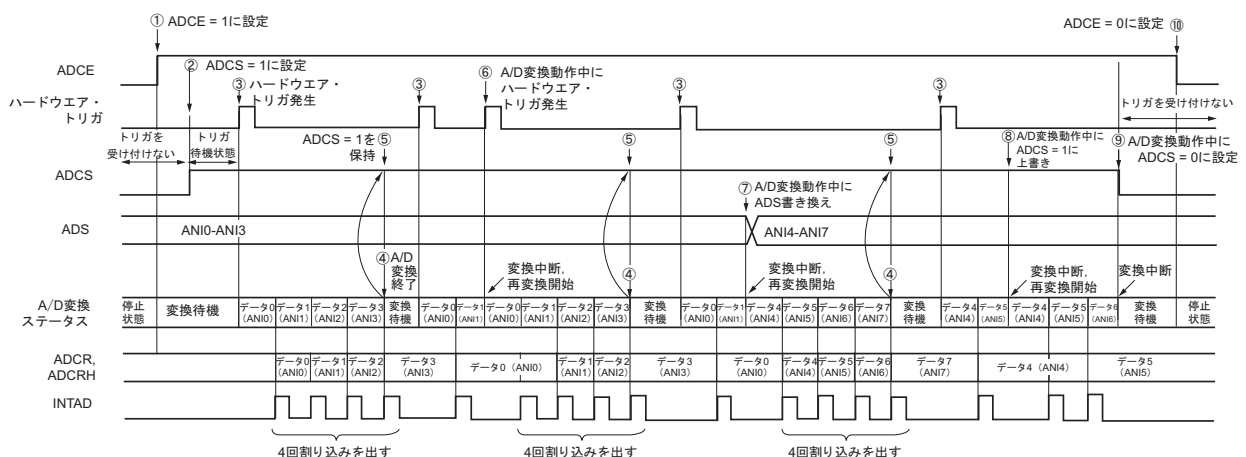 ① ADCE = 1に設定
ADCE = 0に設定 ⑩
ADCE
② ADCS = 1に設定
③ ハードウエア・
トリガ発生
③
⑥ A/D変換動作中に
ハードウエア・
トリガ発生
③
③
ハードウエア・
トリガ
トリガを
受け付けない
トリガ
待機状態
ADCS = 1を ⑤
保持
⑤
⑤
⑧ A/D変換動作中に
ADCS = 1に
上書き
トリガを受け付けない
⑨ A/D変換動作中に
ADCS = 0に設定
ADCS
⑦ A/D変換動作中に
ADS書き換え
ADS
ANI0-ANI3
ANI4-ANI7
④ A/D
変換
終了
変換中断,
再変換開始
④
変換中断,
再変換開始
④
変換中断,
再変換開始
変換中断
A/D変換
ステータス
停止
状態
変換待機
データ0 データ1 データ2 データ3 変換 データ0 データ1 データ0 データ1 データ2 データ3 変換 データ0 データ1 データ4 データ5 データ6 データ7 変換 データ4 データ5 データ4 データ5 データ6 変換 停止
(ANI0) (ANI1) (ANI2) (ANI3) 待機 (ANI0) (ANI1) (ANI0) (ANI1) (ANI2) (ANI3) 待機 (ANI0) (ANI1) (ANI4) (ANI5) (ANI6) (ANI7) 待機 (ANI4) (ANI5) (ANI4) (ANI5) (ANI6) 待機 状態
ADCR,
ADCRH
データ0 データ1 データ2 データ3 データ0 (ANI0) データ1 データ2 データ3 データ0 データ4 データ5 データ6 データ7 データ4 (ANI4) データ5
(ANI0) (ANI1) (ANI2) (ANI3) (ANI1) (ANI2) (ANI3) (ANI0) (ANI4) (ANI5) (ANI6) (ANI7) (ANI5)
INTAD
4回割り込みを出す
4回割り込みを出す
4回割り込みを出す